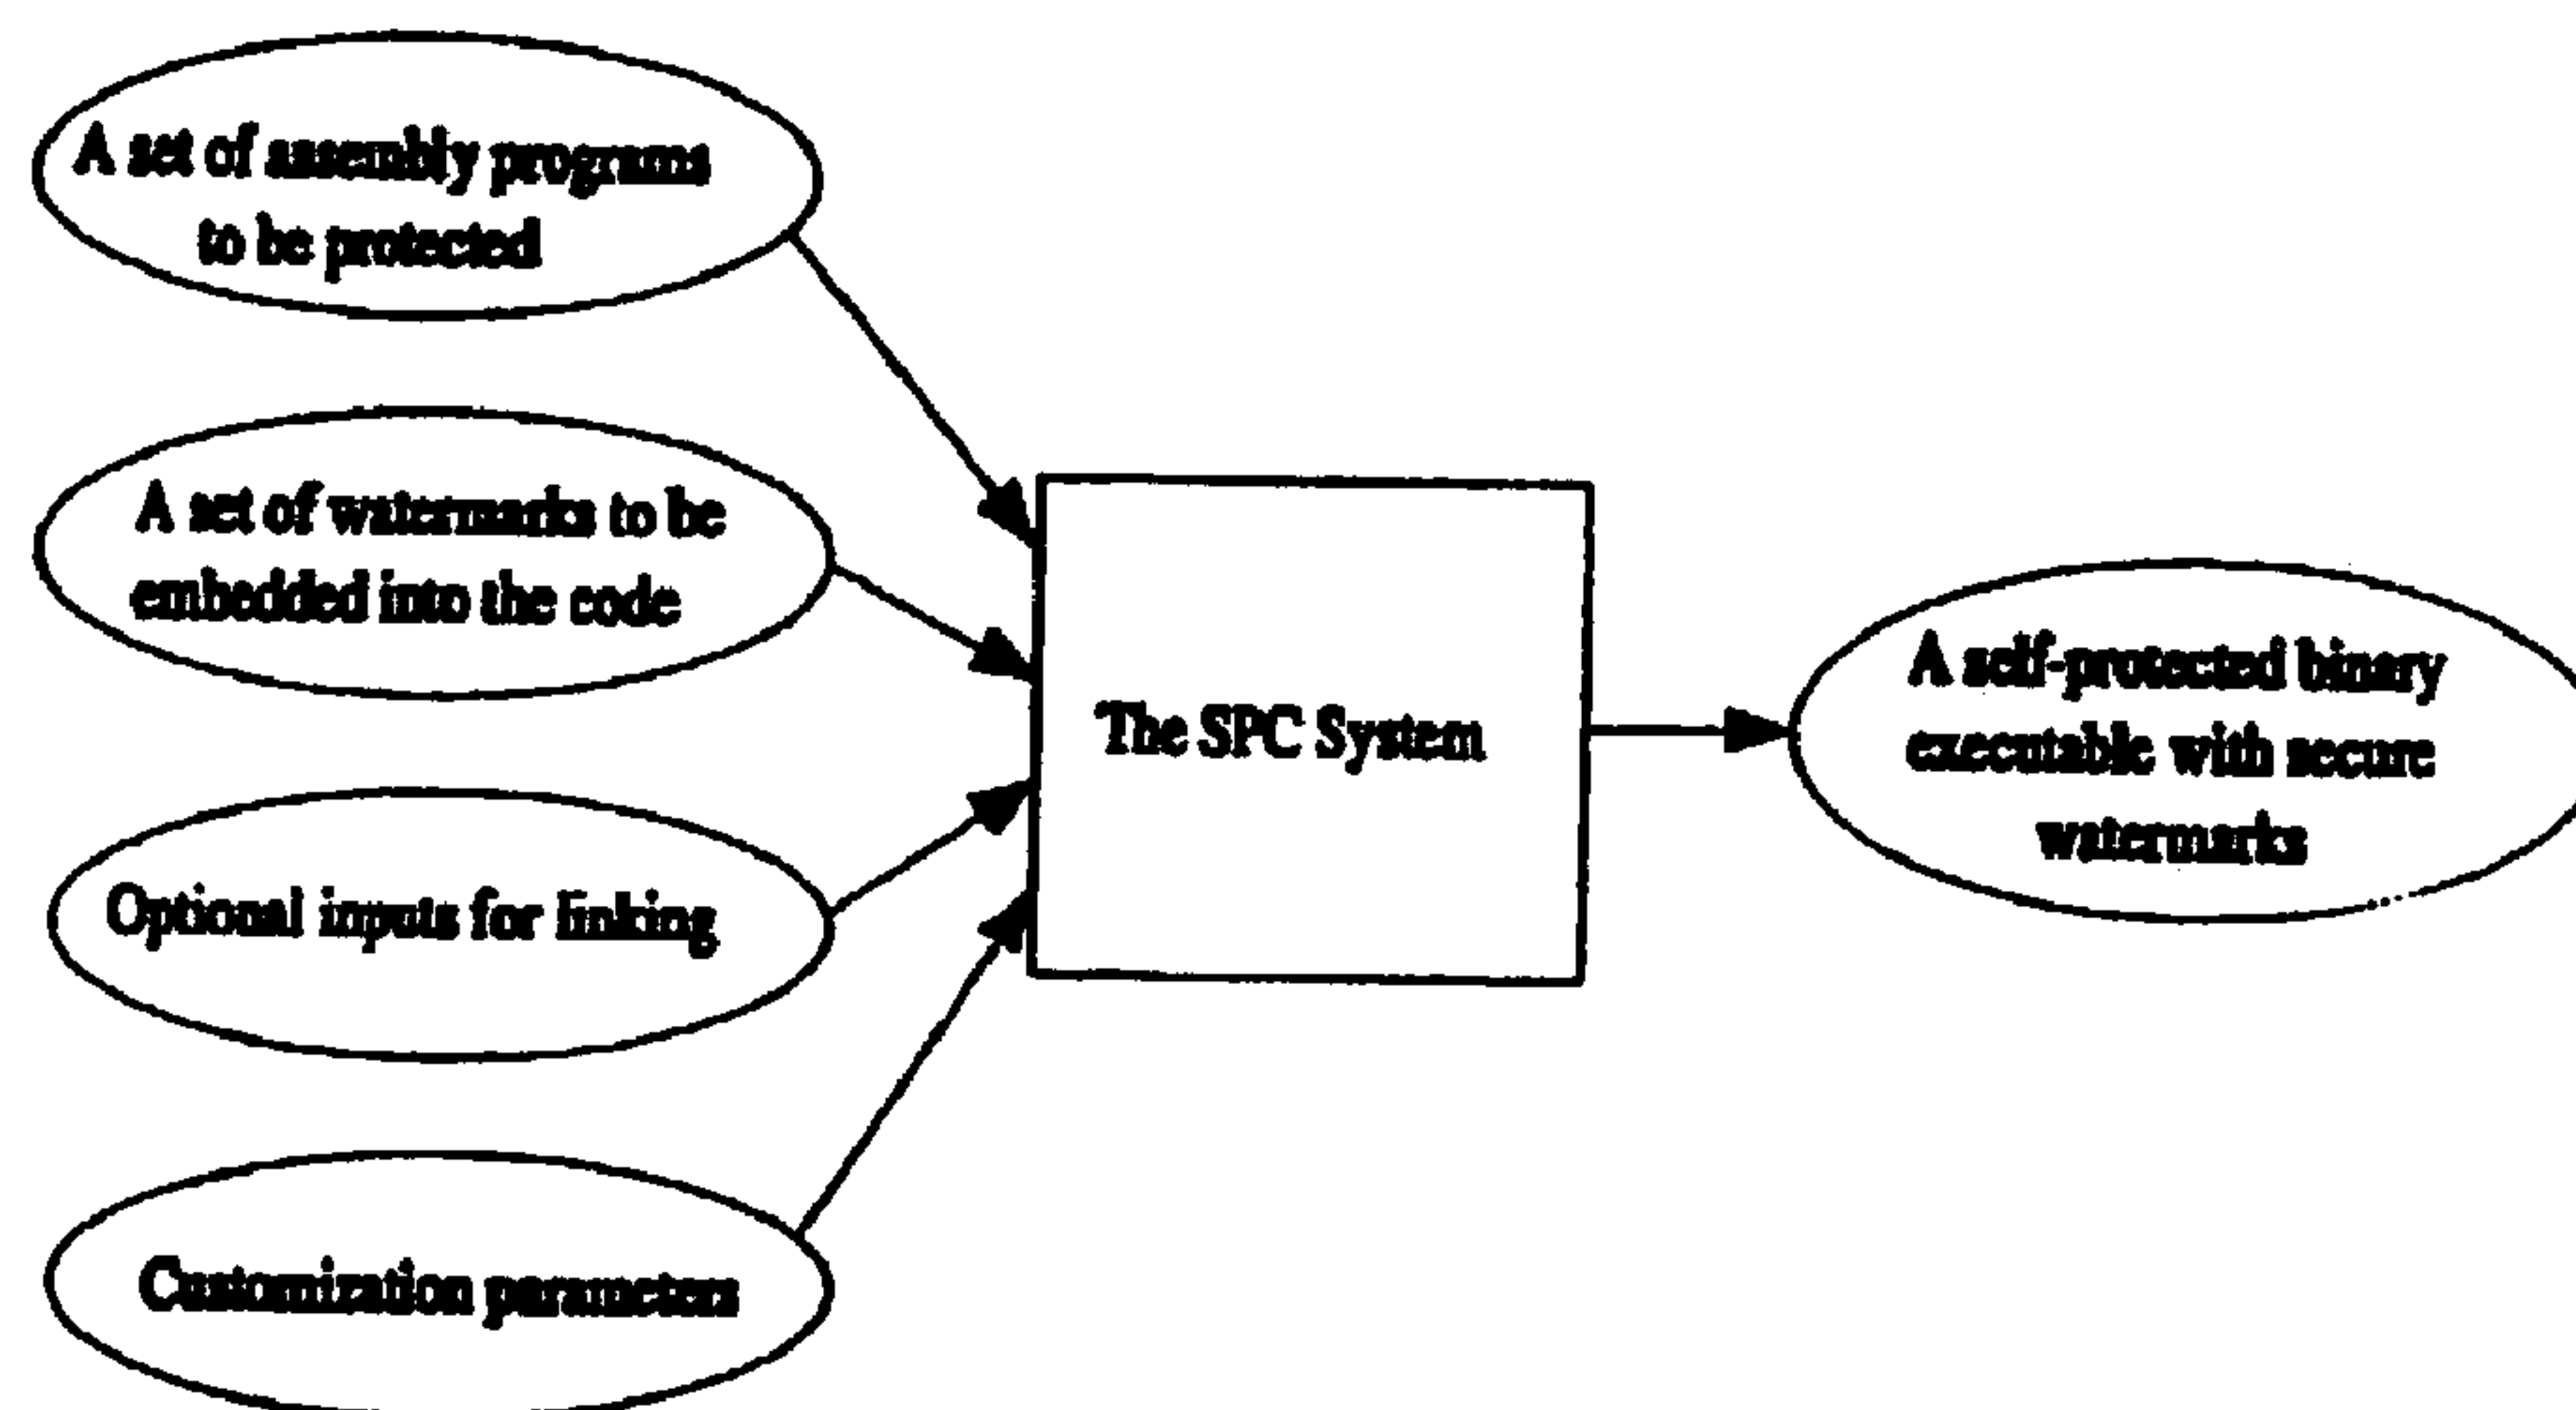 A set of assembly programs
to be protected
A set of watermarks to be
embedded into the code
Optional inputs for linking
Customization parameters
The SPC System
A self-protected binary
executable with secure
watermarks